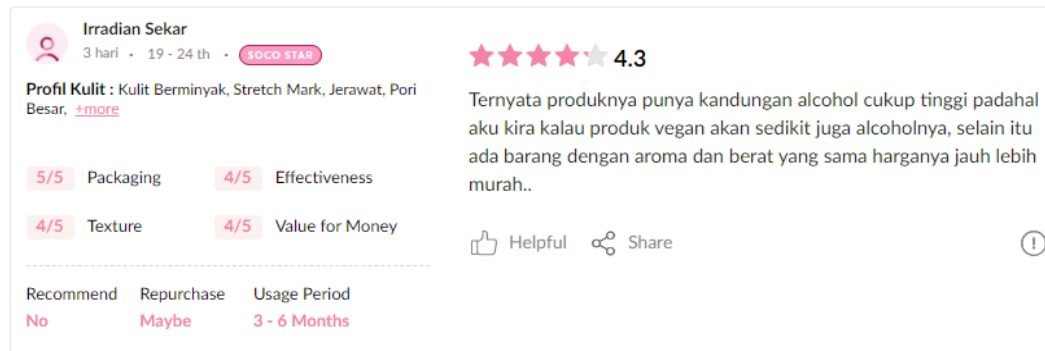 Irradian Sekar
3 hari • 19 - 24 th • SOCO STAR
Profil Kulit : Kulit Berminyak, Stretch Mark, Jerawat, Pori
Besar, +more
5/5 Packaging 4/5 Effectiveness
4/5 Texture 4/5 Value for Money
Recommend Repurchase Usage Period
No Maybe 3 - 6 Months
4.3
Ternyata produknya punya kandungan alcohol cukup tinggi padahal
aku kira kalau produk vegan akan sedikit juga alcoholnya, selain itu
ada barang dengan aroma dan berat yang sama harganya jauh lebih
murah..
Helpful Share